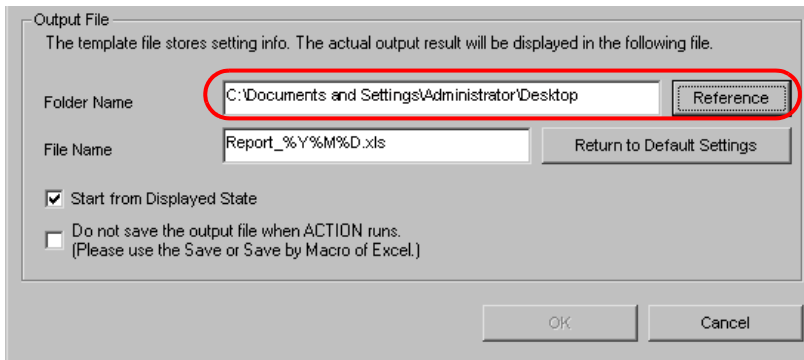 Output File
The template file stores setting info. The actual output result will be displayed in the following file.
Folder Name
C:\Documents and Settings\Administrator\Desktop
Reference
File Name
Report_%Y%M%D.xls
Return to Default Settings
Start from Displayed State
Do not save the output file when ACTION runs.
(Please use the Save or Save by Macro of Excel.)
OK
Cancel